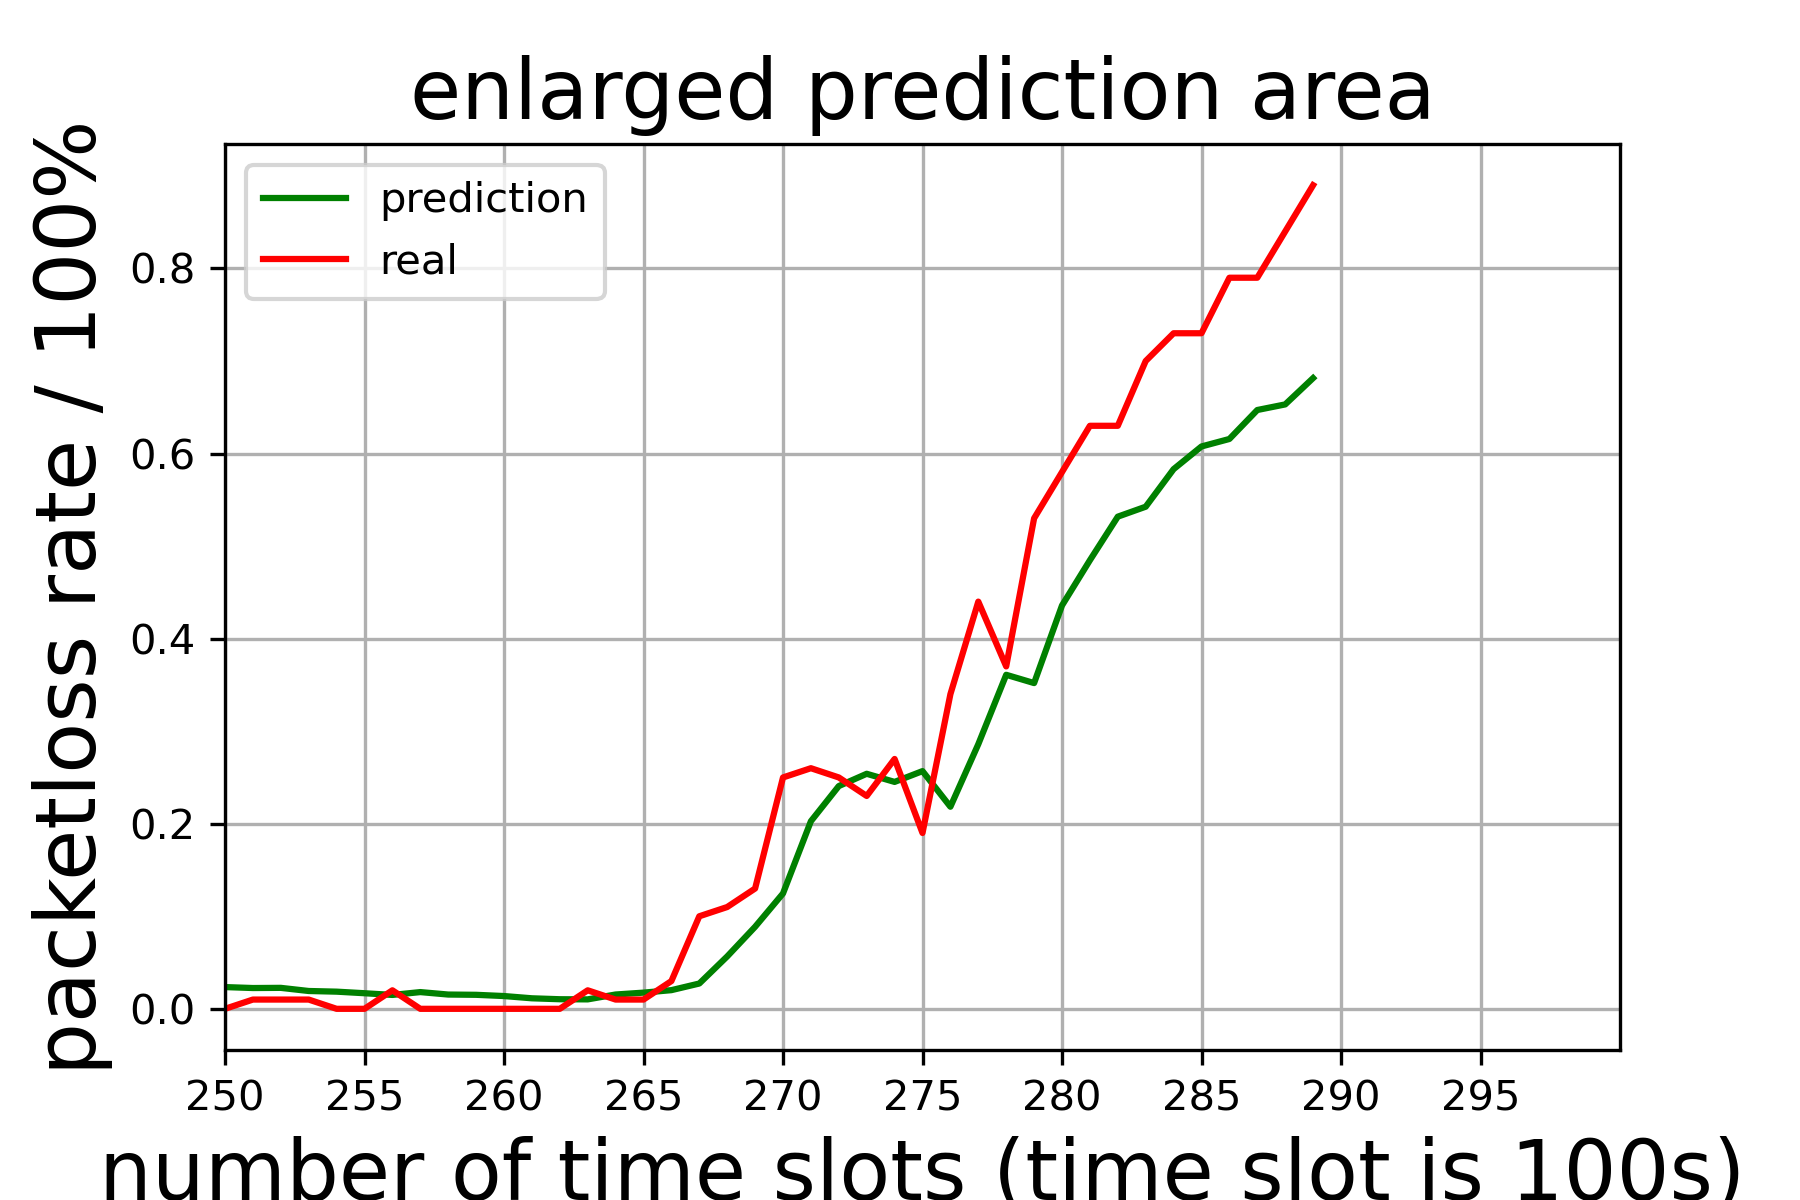 enlarged prediction area
packetloss rate / 100%
prediction
real
0.8
0.6
0.4
0.2
0.0
250 255 260 265 270 275 280 285 290 295
number of time slots (time slot is 100s)